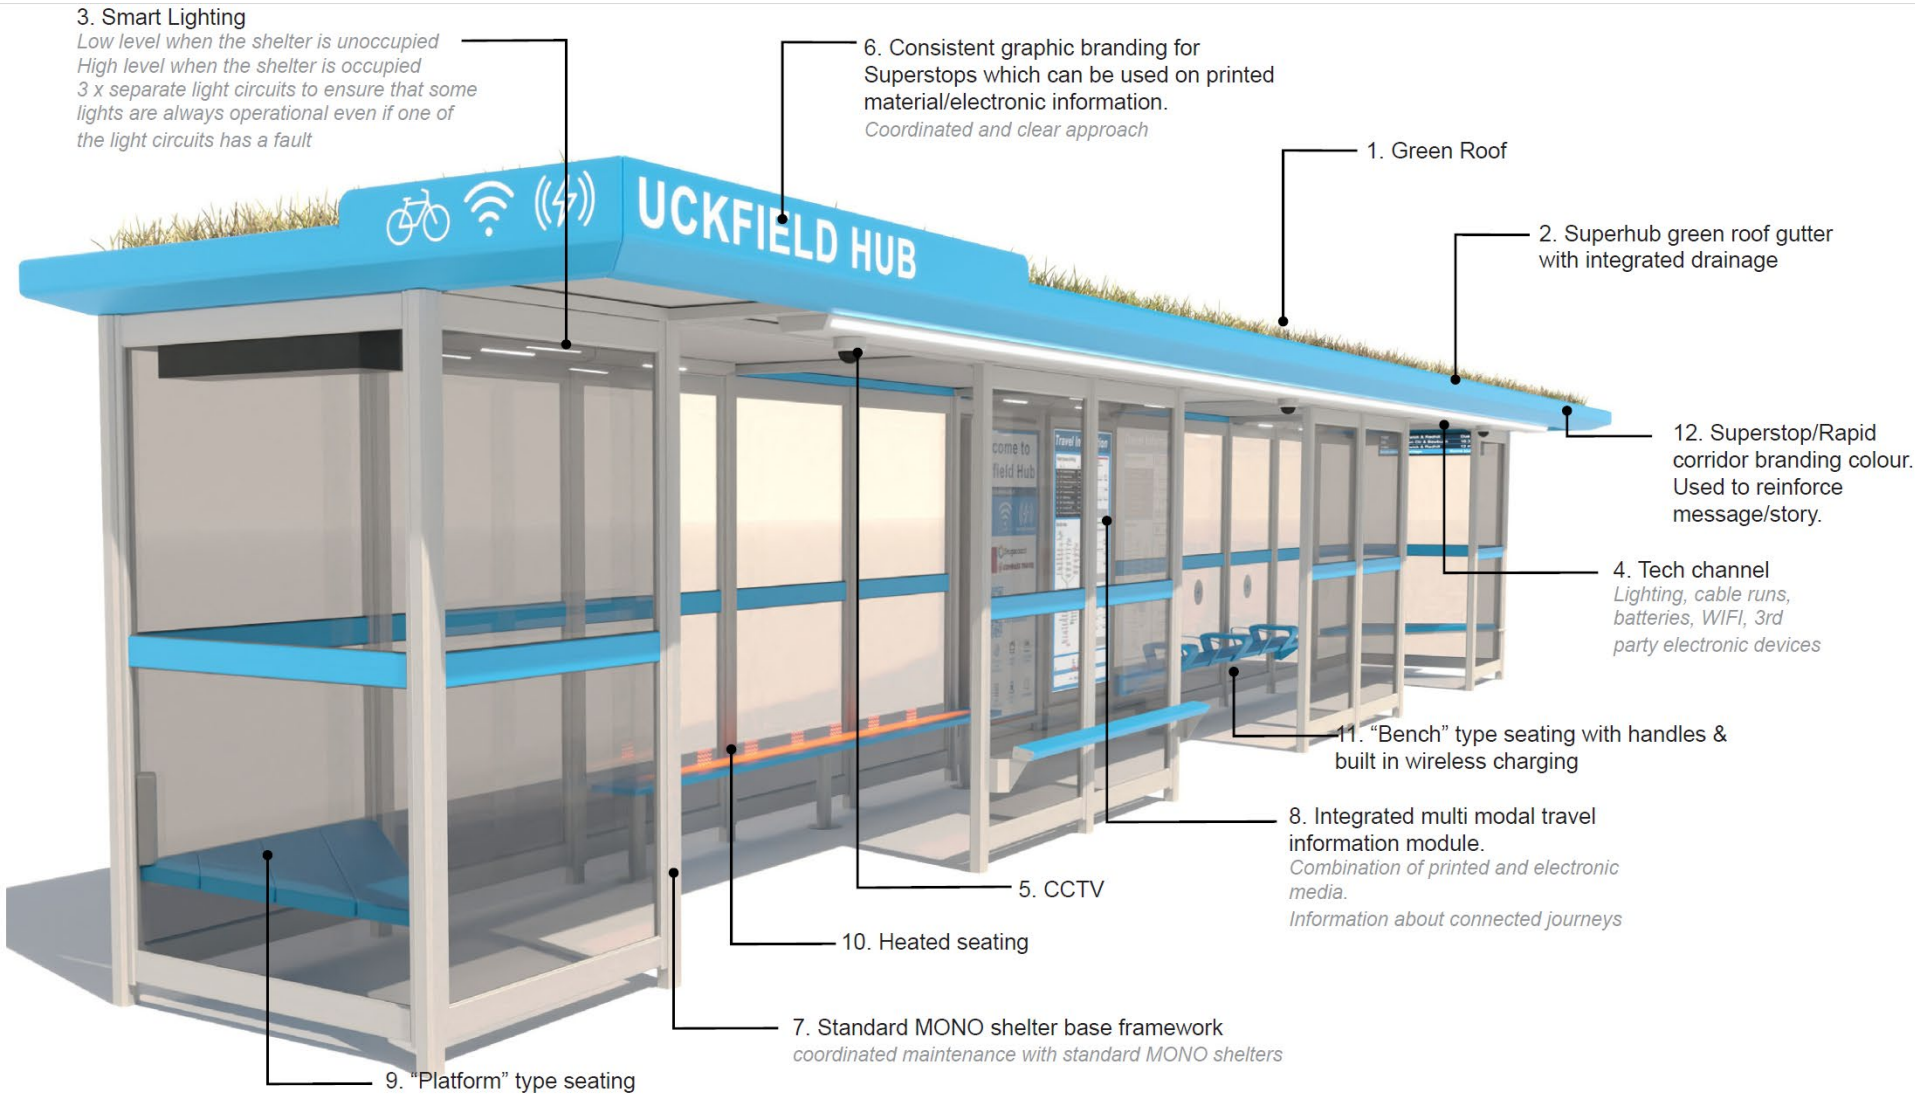 3. Smart Lighting
Low level when the shelter is unoccupied
High level when the shelter is occupied
3 x separate light circuits to ensure that some
lights are always operational even if one of
the light circuits has a fault
6. Consistent graphic branding for
Superstops which can be used on printed
material/electronic information.
Coordinated and clear approach
1. Green Roof
2. Superhub green roof gutter
with integrated drainage
UCKFIELD HUB
12. Superstop/Rapid
corridor branding colour.
Used to reinforce
message/story.
come to
field Hub
Travel In
4. Tech channel
Lighting, cable runs,
batteries, WIFI, 3rd
party electronic devices
11. “Bench” type seating with handles &
built in wireless charging
8. Integrated multi modal travel
information module.
Combination of printed and electronic
media.
Information about connected journeys
5. CCTV
10. Heated seating
7. Standard MONO shelter base framework
coordinated maintenance with standard MONO shelters
9. “Platform” type seating